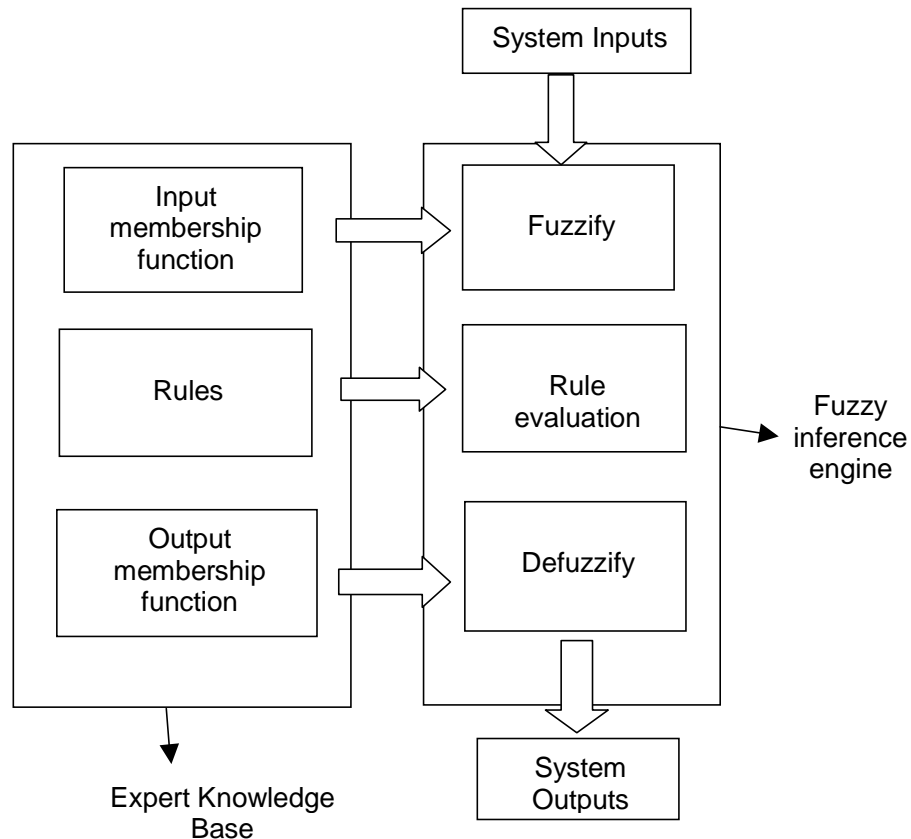 System Inputs
Input
membership
function
Fuzzify
Rules
Rule
evaluation
Fuzzy
inference
engine
Output
membership
function
Defuzzify
System
Outputs
Expert Knowledge
Base